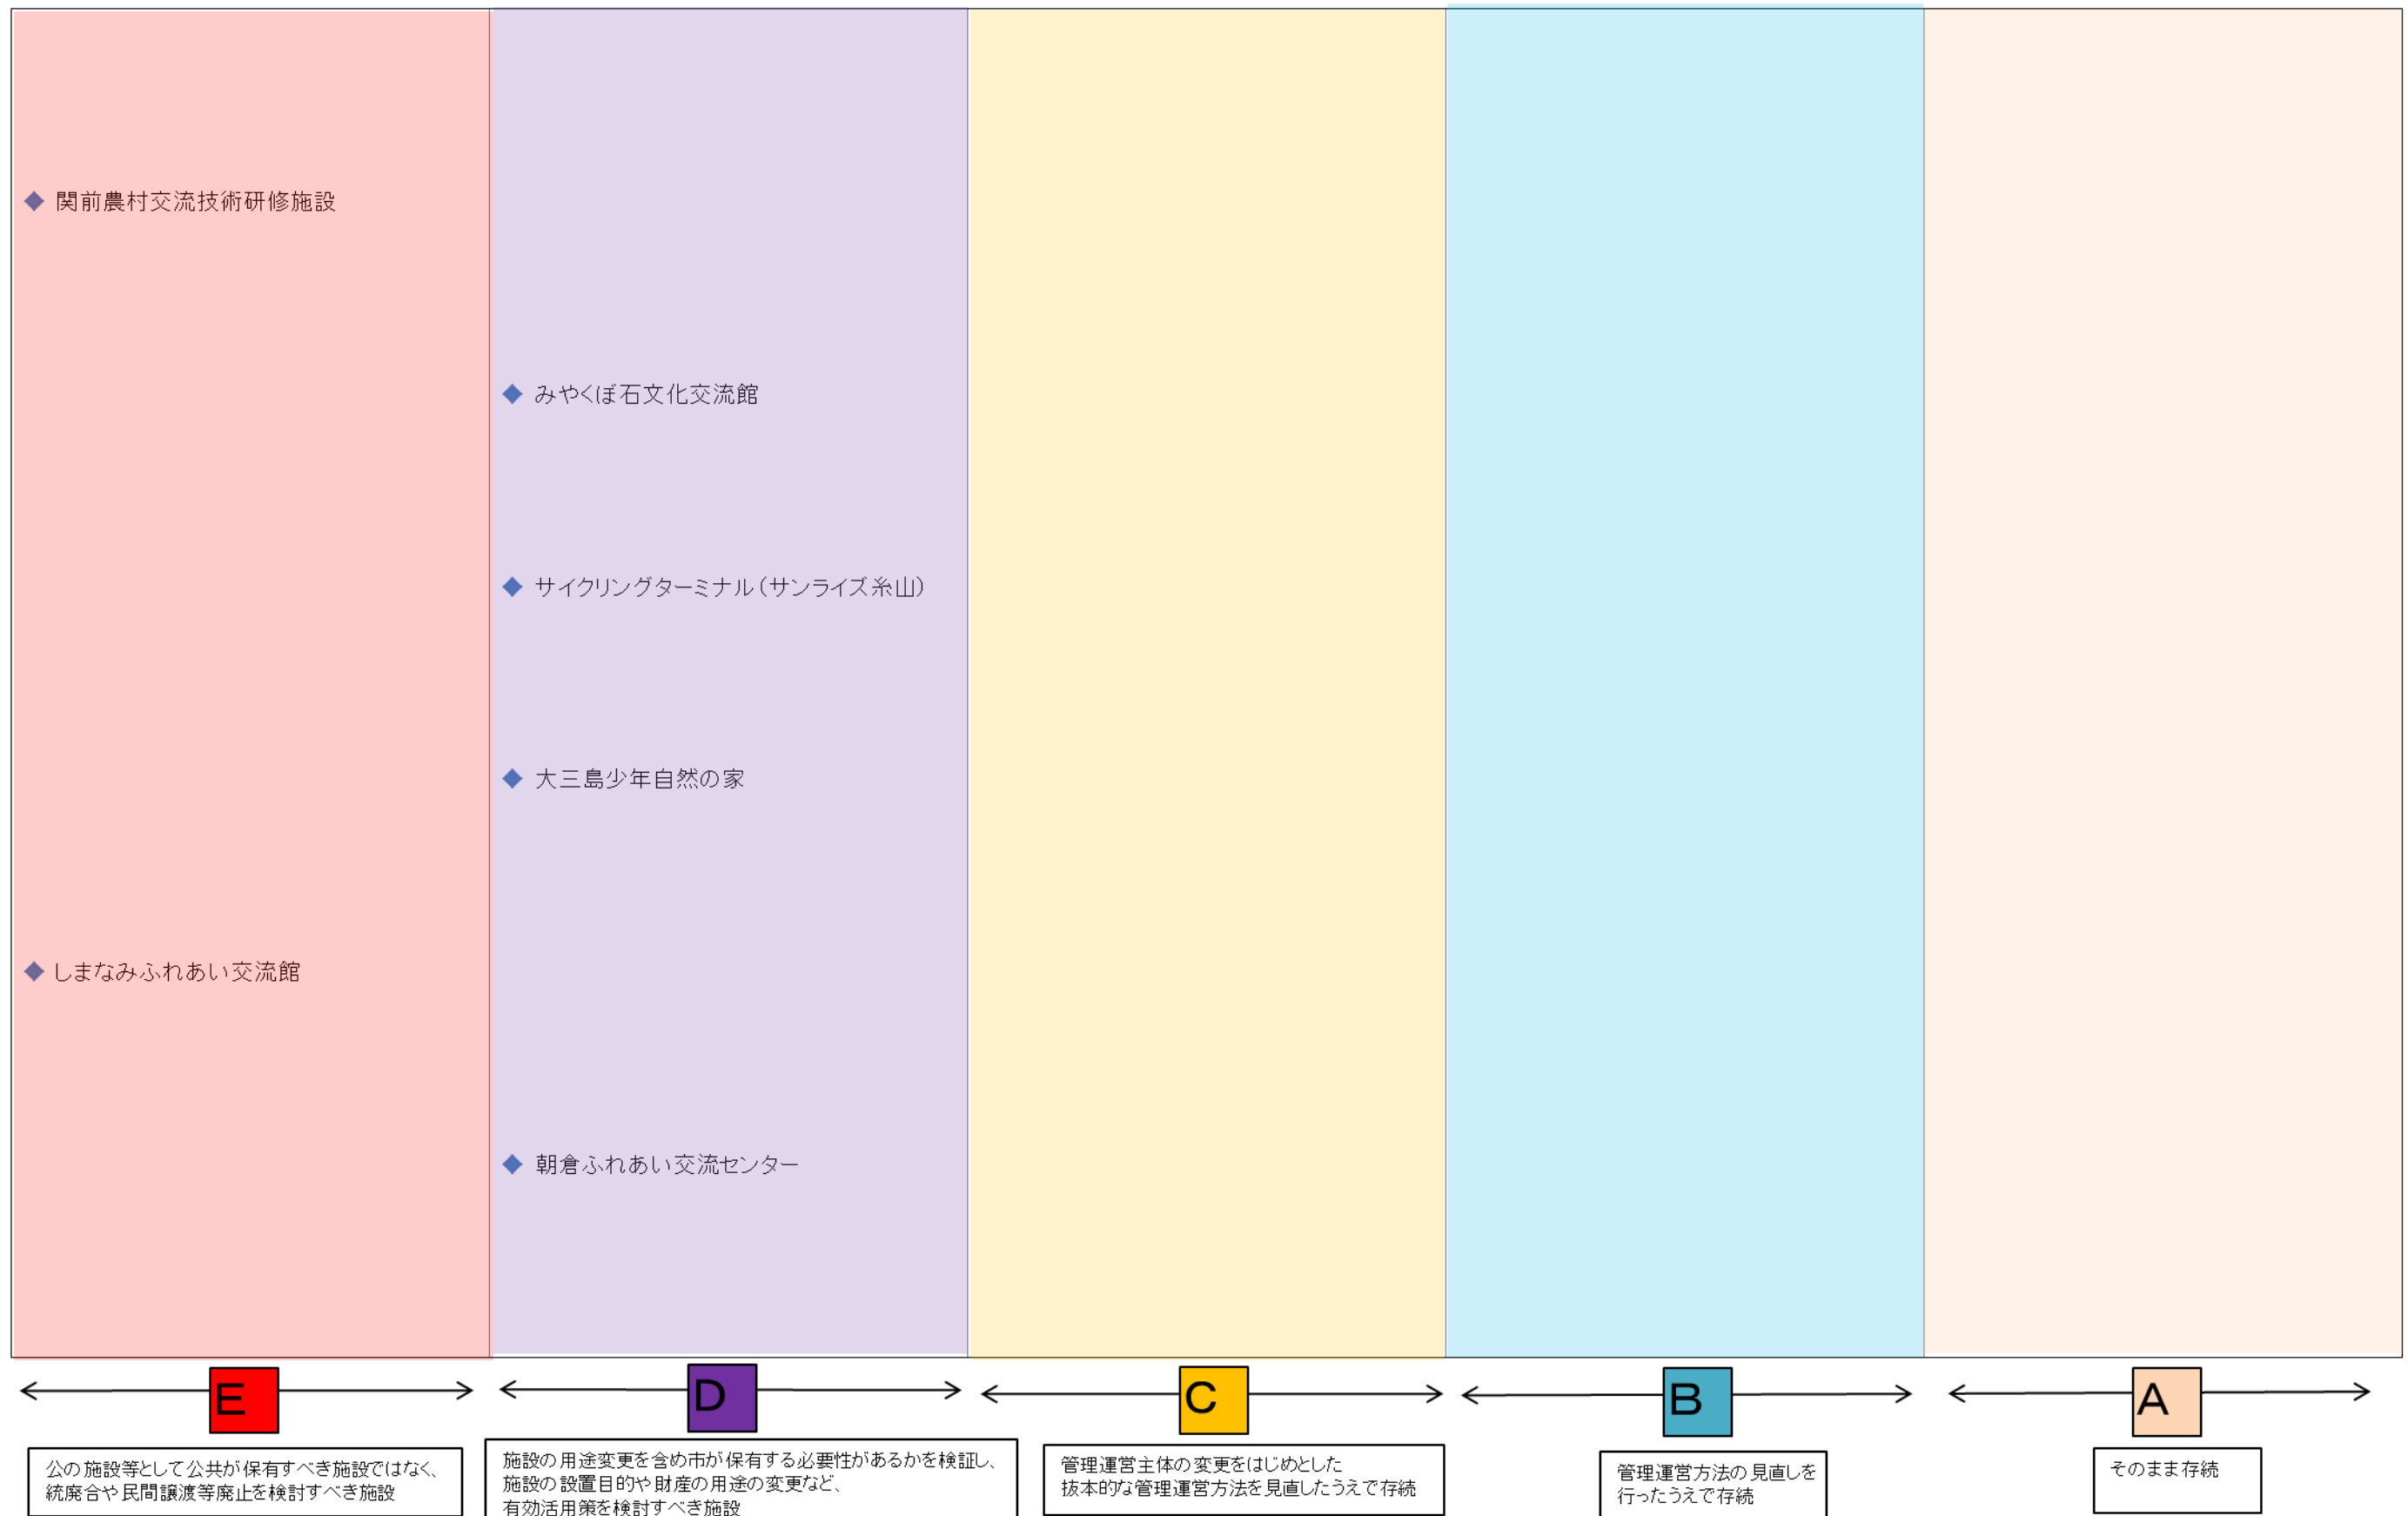 ◆ 関前農村交流技術研修施設
◆ みやくぼ石文化交流館
◆ サイクリングターミナル(サンライズ糸山)
◆ 大三島少年自然の家
◆ しまなみふれあい交流館
◆ 朝倉ふれあい交流センター
E
D
C
B
A
公の施設等として公共が保有すべき施設ではなく、
統廃合や民間譲渡等廃止を検討すべき施設
施設の用途変更を含め市が保有する必要性があるかを検証し、
施設の設置目的や財産の用途の変更など、
有効活用策を検討すべき施設
管理運営主体の変更をはじめとした
抜本的な管理運営方法を見直したうえで存続
管理運営方法の見直しを
行ったうえで存続
そのまま存続